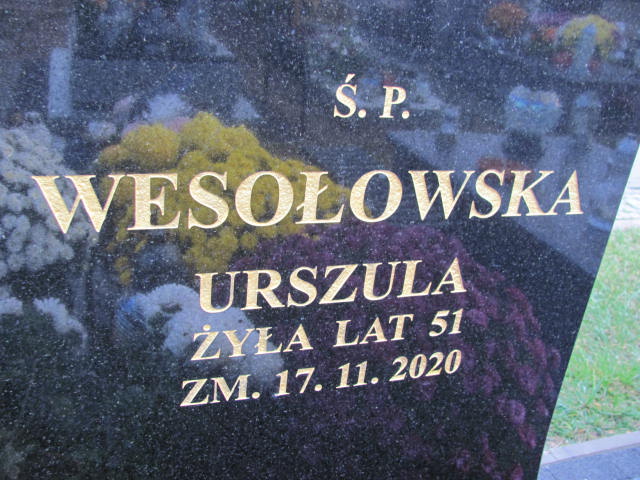 Ś. P.
WESOŁOWSKA
URSZULA
ŻYŁA LAT 51
ZM. 17. 11. 2020